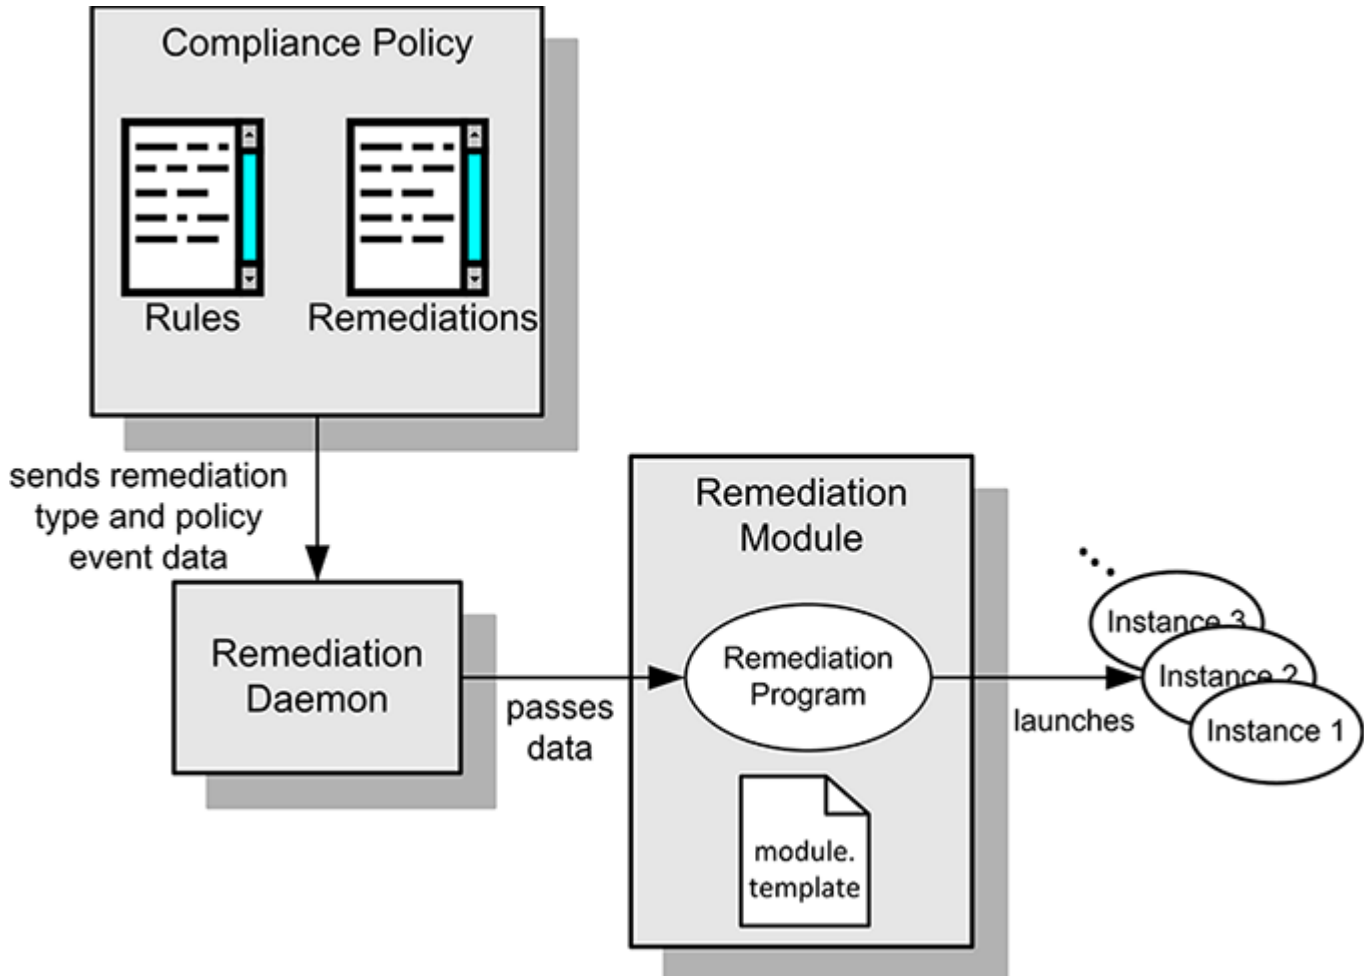 Compliance Policy
Rules
Remediations
sends remediation
type and policy
event data
Remediation
Daemon
passes
data
Remediation
Module
Remediation
Program
module.
template
launches
Instance 3
Instance 2
Instance 1